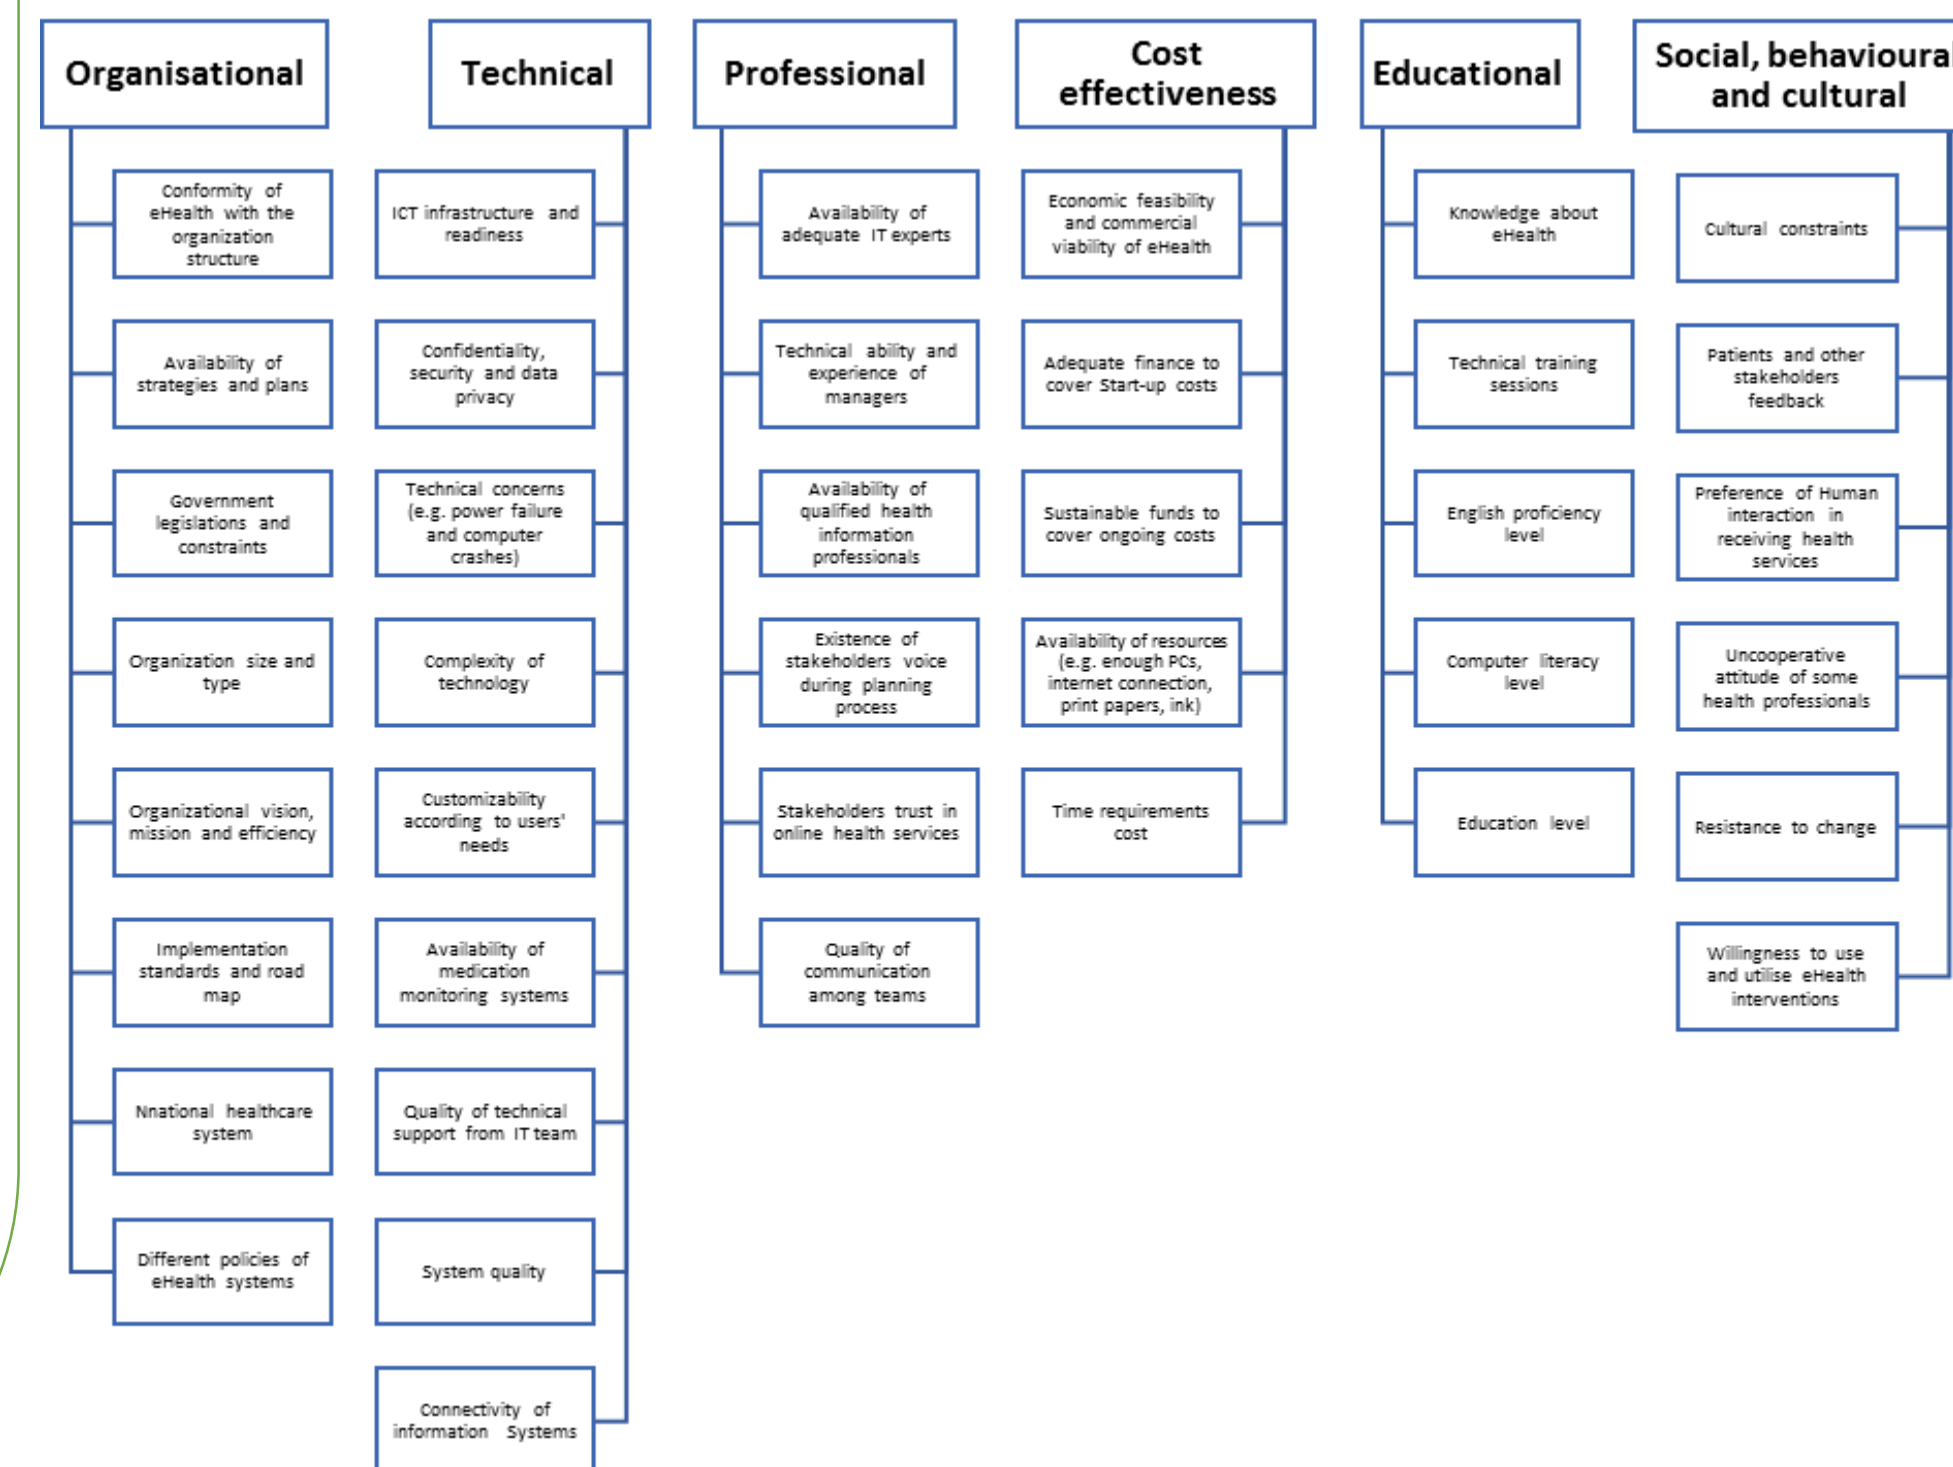 Organisational
Conformity of
eHealth with the
organization
structure
Availability of
strategies and plans
Government
legislations and
constraints
Organization size and
type
Organizational vision,
mission and efficiency
Implementation
standards and road
map
Nnational healthcare
system
Different policies of
eHealth systems
Technical
ICT infrastructure and
readiness
Confidentiality,
security and data
privacy
Technical concerns
(e.g. power failure
and computer
crashes)
Complexity of
technology
Customizability
according to users'
needs
Availability of
medication
monitoring systems
Quality of technical
support from IT team
System quality
Connectivity of
information Systems
Professional
Availability of
adequate IT experts
Technical ability and
experience of
managers
Availability of
qualified health
information
professionals
Existence of
stakeholders voice
during planning
process
Stakeholders trust in
online health services
Quality of
communication
among teams
Cost
effectiveness
Economic feasibility
and commercial
viability of eHealth
Adequate finance to
cover Start-up costs
Sustainable funds to
cover ongoing costs
Availability of resources
(e.g. enough PCs,
internet connection,
print papers, ink)
Time requirements
cost
Educational
Knowledge about
eHealth
Technical training
sessions
English proficiency
level
Computer literacy
level
Education level
Social, behavioural
and cultural
Cultural constraints
Patients and other
stakeholders
feedback
Preference of Human
interaction in
receiving health
services
Uncooperative
attitude of some
health professionals
Resistance to change
Willingness to use
and utilise eHealth
interventions